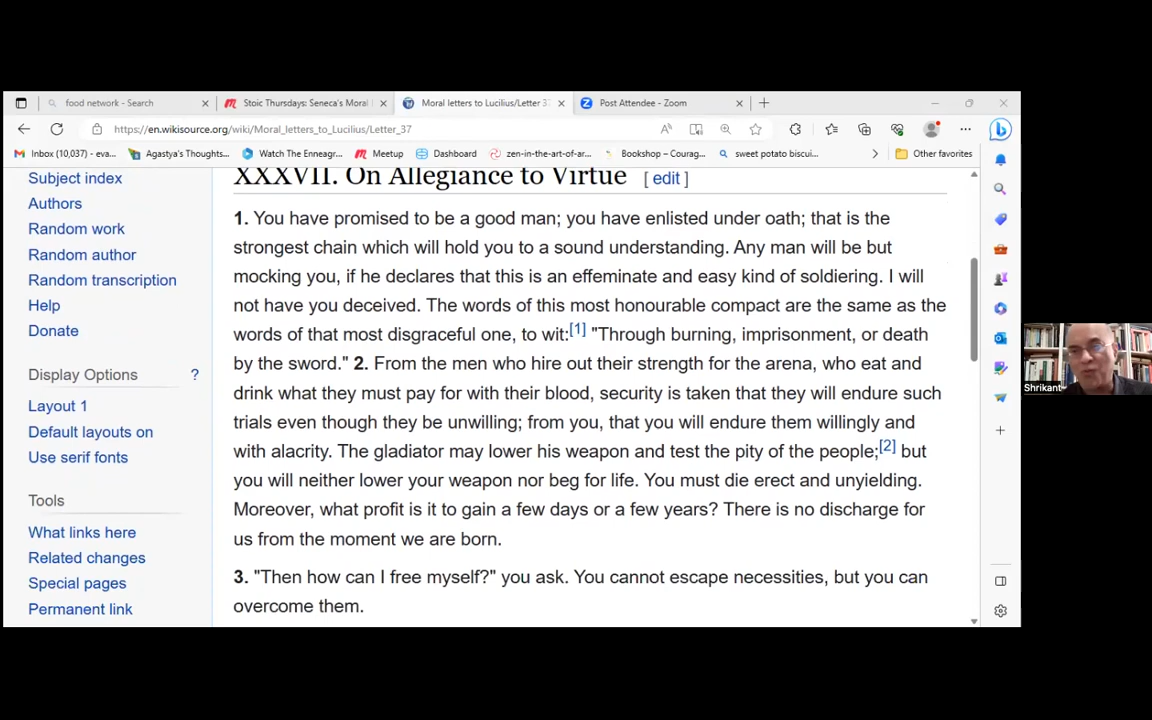 food network - Search
Stoic Thursdays: Seneca's Moral
Moral letters to Lucilius/Letter 37
Post Attendee - Zoom
https://en.wikisource.org/wiki/Moral_letters_to_Lucilius/Letter_37
Inbox (10,037) - eva...
Agastya's Thoughts...
Watch The Enneagr...
Meetup
Dashboard
zen-in-the-art-of-ar...
Bookshop – Courag...
sweet potato biscui...
Other favorites
Subject index
Authors
Random work
Random author
Random transcription
Help
Donate
Display Options ?
Layout 1
Default layouts on
Use serif fonts
Tools
What links here
Related changes
Special pages
Permanent link
XXXVII. On Allegiance to Virtue [ edit ]
1. You have promised to be a good man; you have enlisted under oath; that is the
strongest chain which will hold you to a sound understanding. Any man will be but
mocking you, if he declares that this is an effeminate and easy kind of soldiering. I will
not have you deceived. The words of this most honourable compact are the same as the
words of that most disgraceful one, to wit:[1] "Through burning, imprisonment, or death
by the sword." 2. From the men who hire out their strength for the arena, who eat and
drink what they must pay for with their blood, security is taken that they will endure such
trials even though they be unwilling; from you, that you will endure them willingly and
with alacrity. The gladiator may lower his weapon and test the pity of the people;[2] but
you will neither lower your weapon nor beg for life. You must die erect and unyielding.
Moreover, what profit is it to gain a few days or a few years? There is no discharge for
us from the moment we are born.
3. "Then how can I free myself?" you ask. You cannot escape necessities, but you can
overcome them.
Shrikant